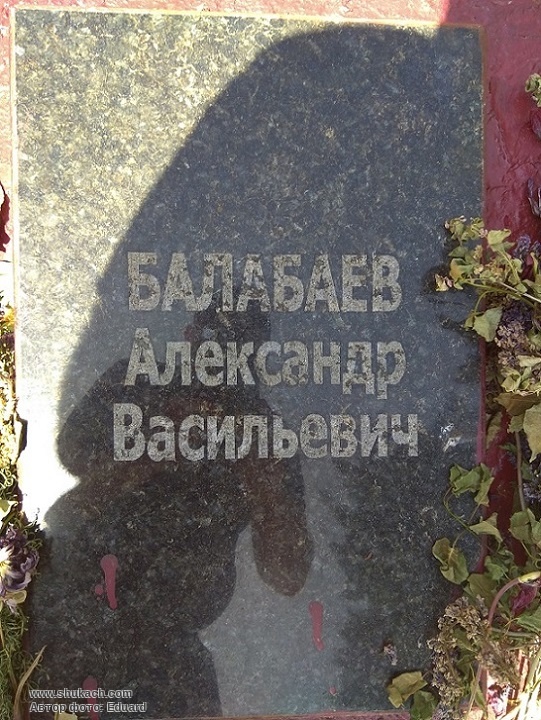 БАЛАБАЕВ
Александр
Васильевич
www.shukach.com
Автор фото: Eduard